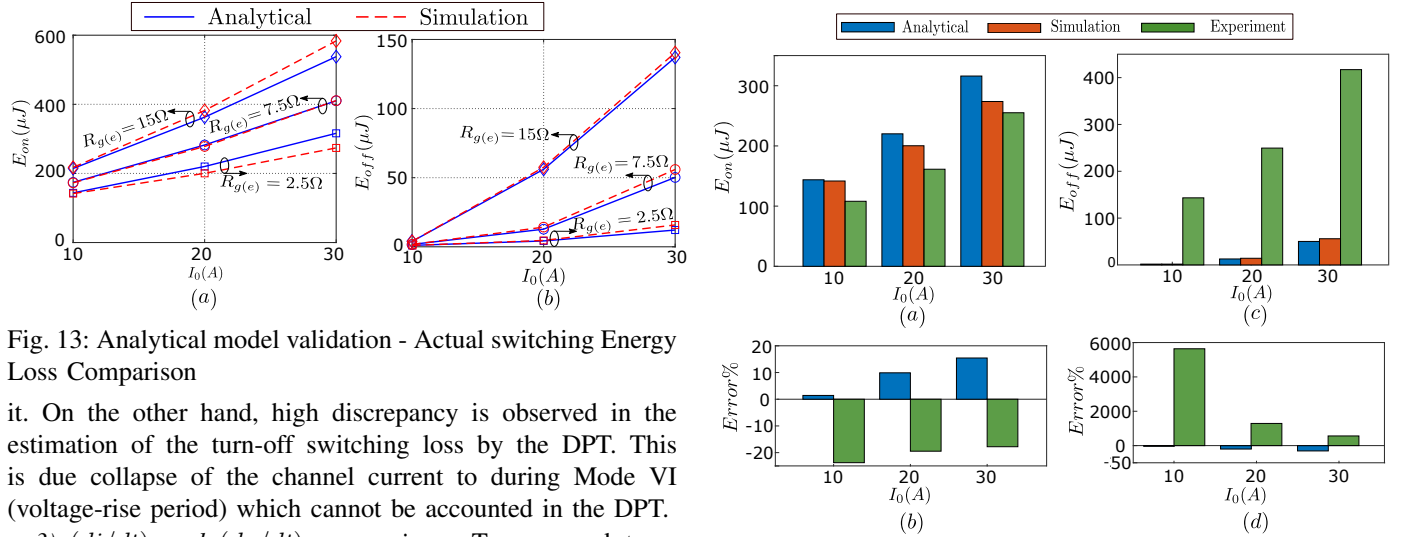 Analytical Simulation
600
400
200
0
E_on(μJ)
R_g(e)=15Ω
R_g(e)=7.5Ω
R_g(e) = 2.5Ω
10 20 30
I_0(A)
(a)
150
100
50
0
E_off(μJ)
R_g(e)=15Ω
R_g(e)=7.5Ω
R_g(e) = 2.5Ω
10 20 30
I_0(A)
(b)
Fig. 13: Analytical model validation - Actual switching Energy
Loss Comparison
it. On the other hand, high discrepancy is observed in the
estimation of the turn-off switching loss by the DPT. This
is due collapse of the channel current to during Mode VI
(voltage-rise period) which cannot be accounted in the DPT.
Analytical Simulation Experiment
300
200
100
0
E_on(μJ)
10 20 30
I_0(A)
(a)
400
300
200
100
0
E_off(μJ)
10 20 30
I_0(A)
(c)
20
10
0
-10
-20
Error%
10 20 30
I_0(A)
(b)
6000
4000
2000
0
-50
Error%
10 20 30
I_0(A)
(d)